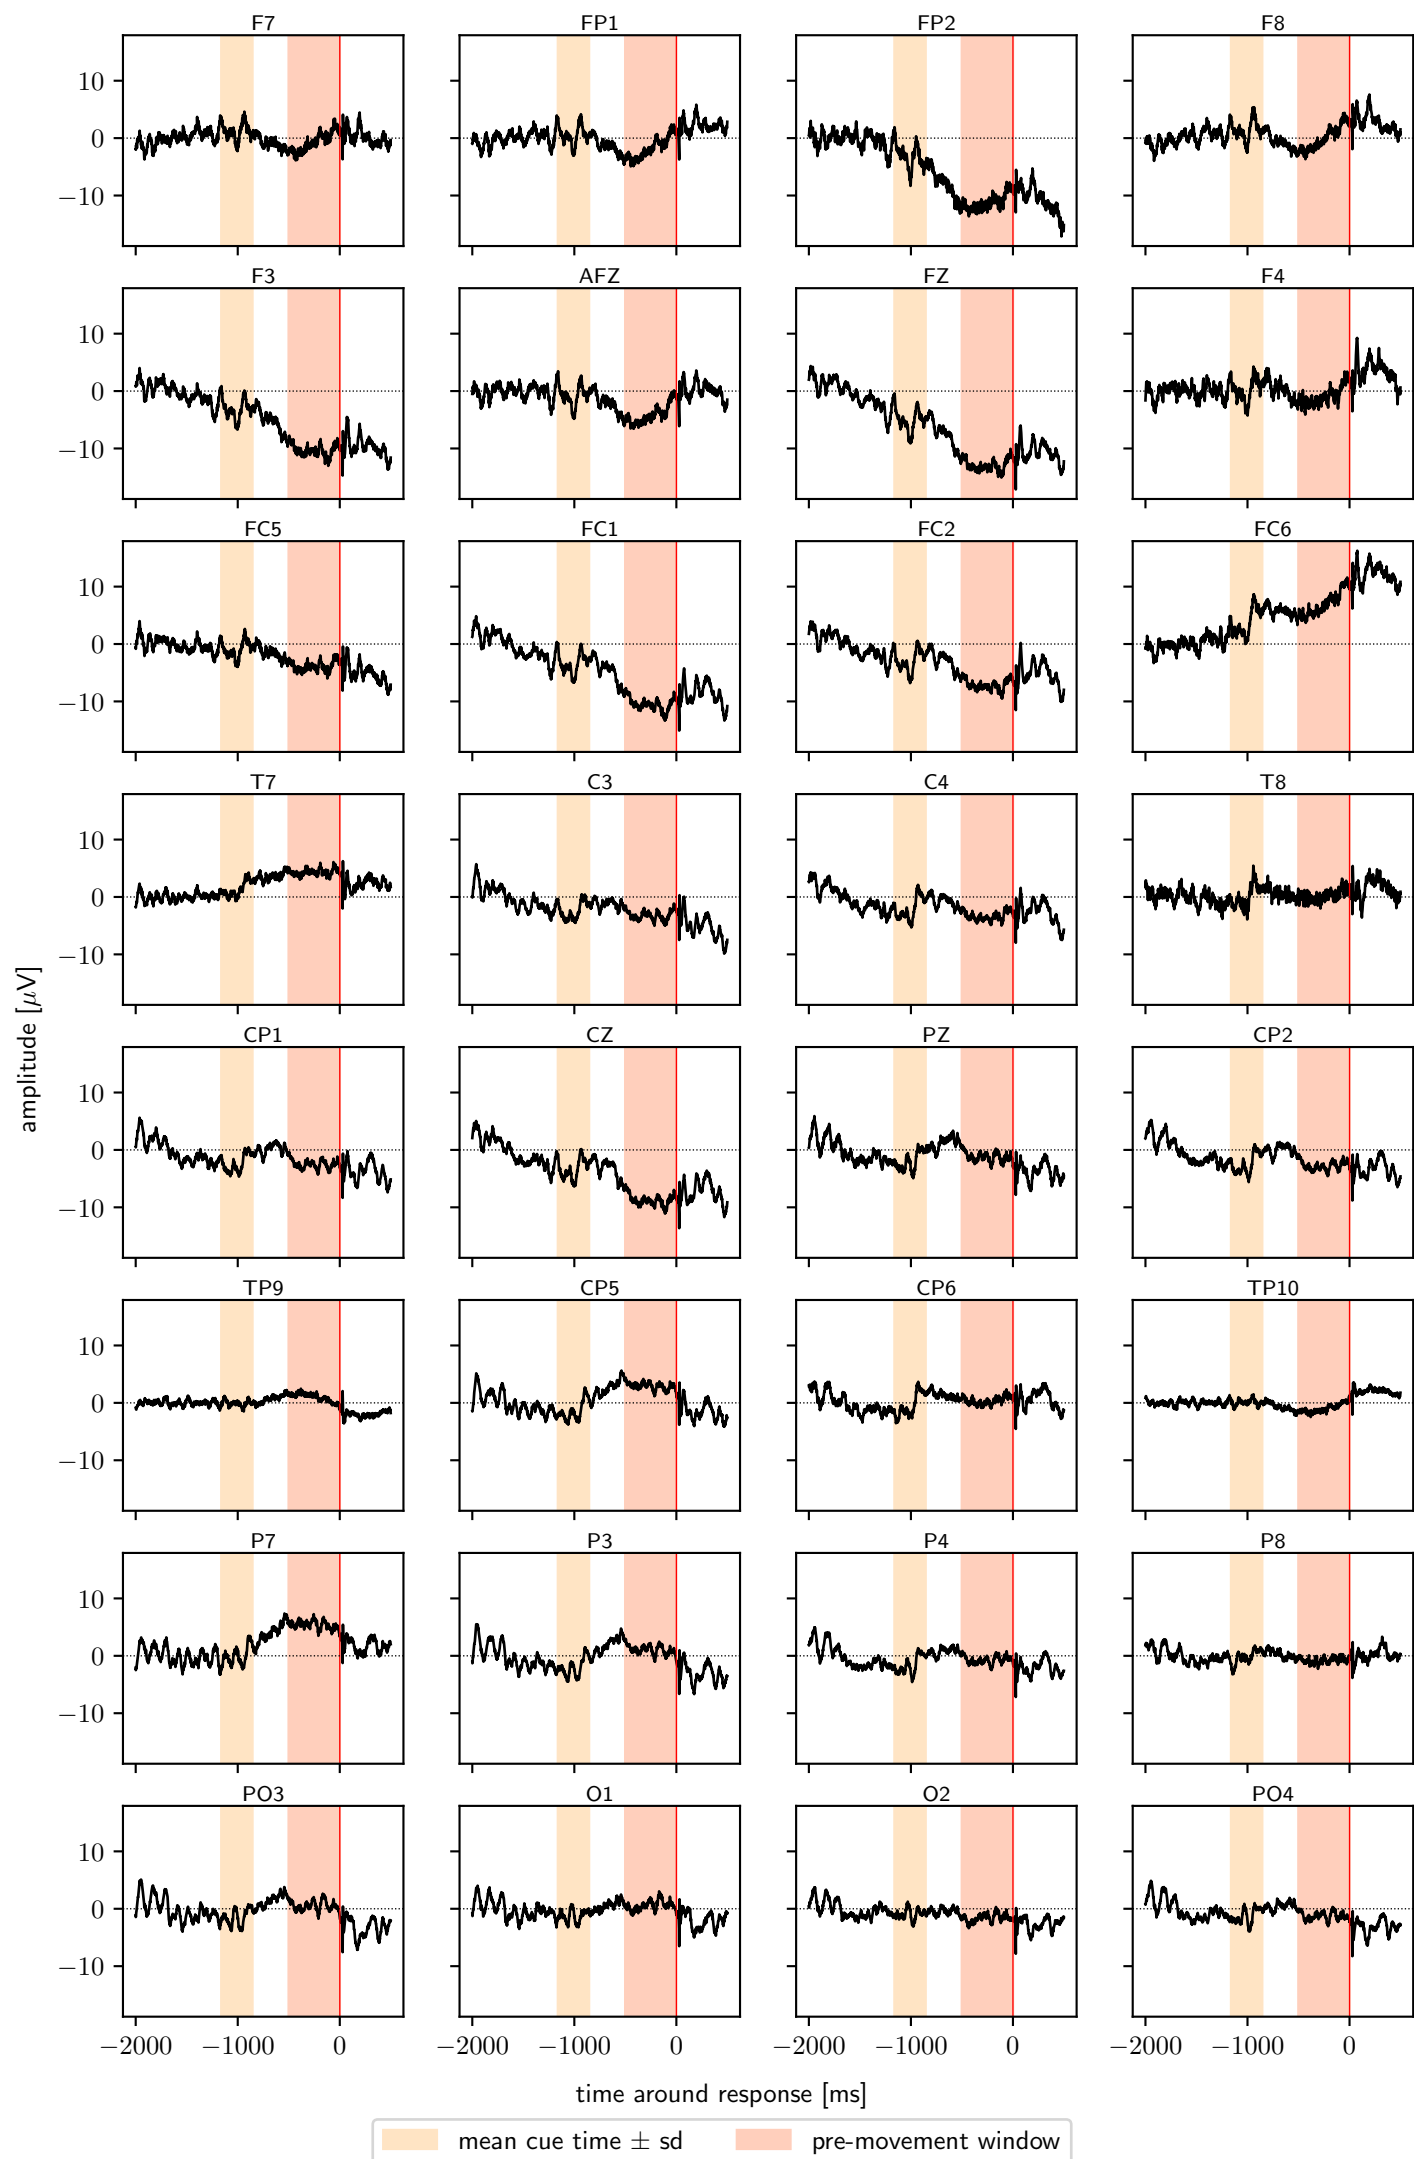 F7 FP1 FP2 F8
10
0
−10
F3 AFZ FZ F4
10
0
−10
FC5 FC1 FC2 FC6
10
0
−10
T7 C3 C4 T8
10
0
−10
amplitude [μV]
CP1 CZ PZ CP2
10
0
−10
TP9 CP5 CP6 TP10
10
0
−10
P7 P3 P4 P8
10
0
−10
PO3 O1 O2 PO4
10
0
−10
−2000 −1000 0 −2000 −1000 0 −2000 −1000 0 −2000 −1000 0
time around response [ms]
mean cue time ± sd pre-movement window